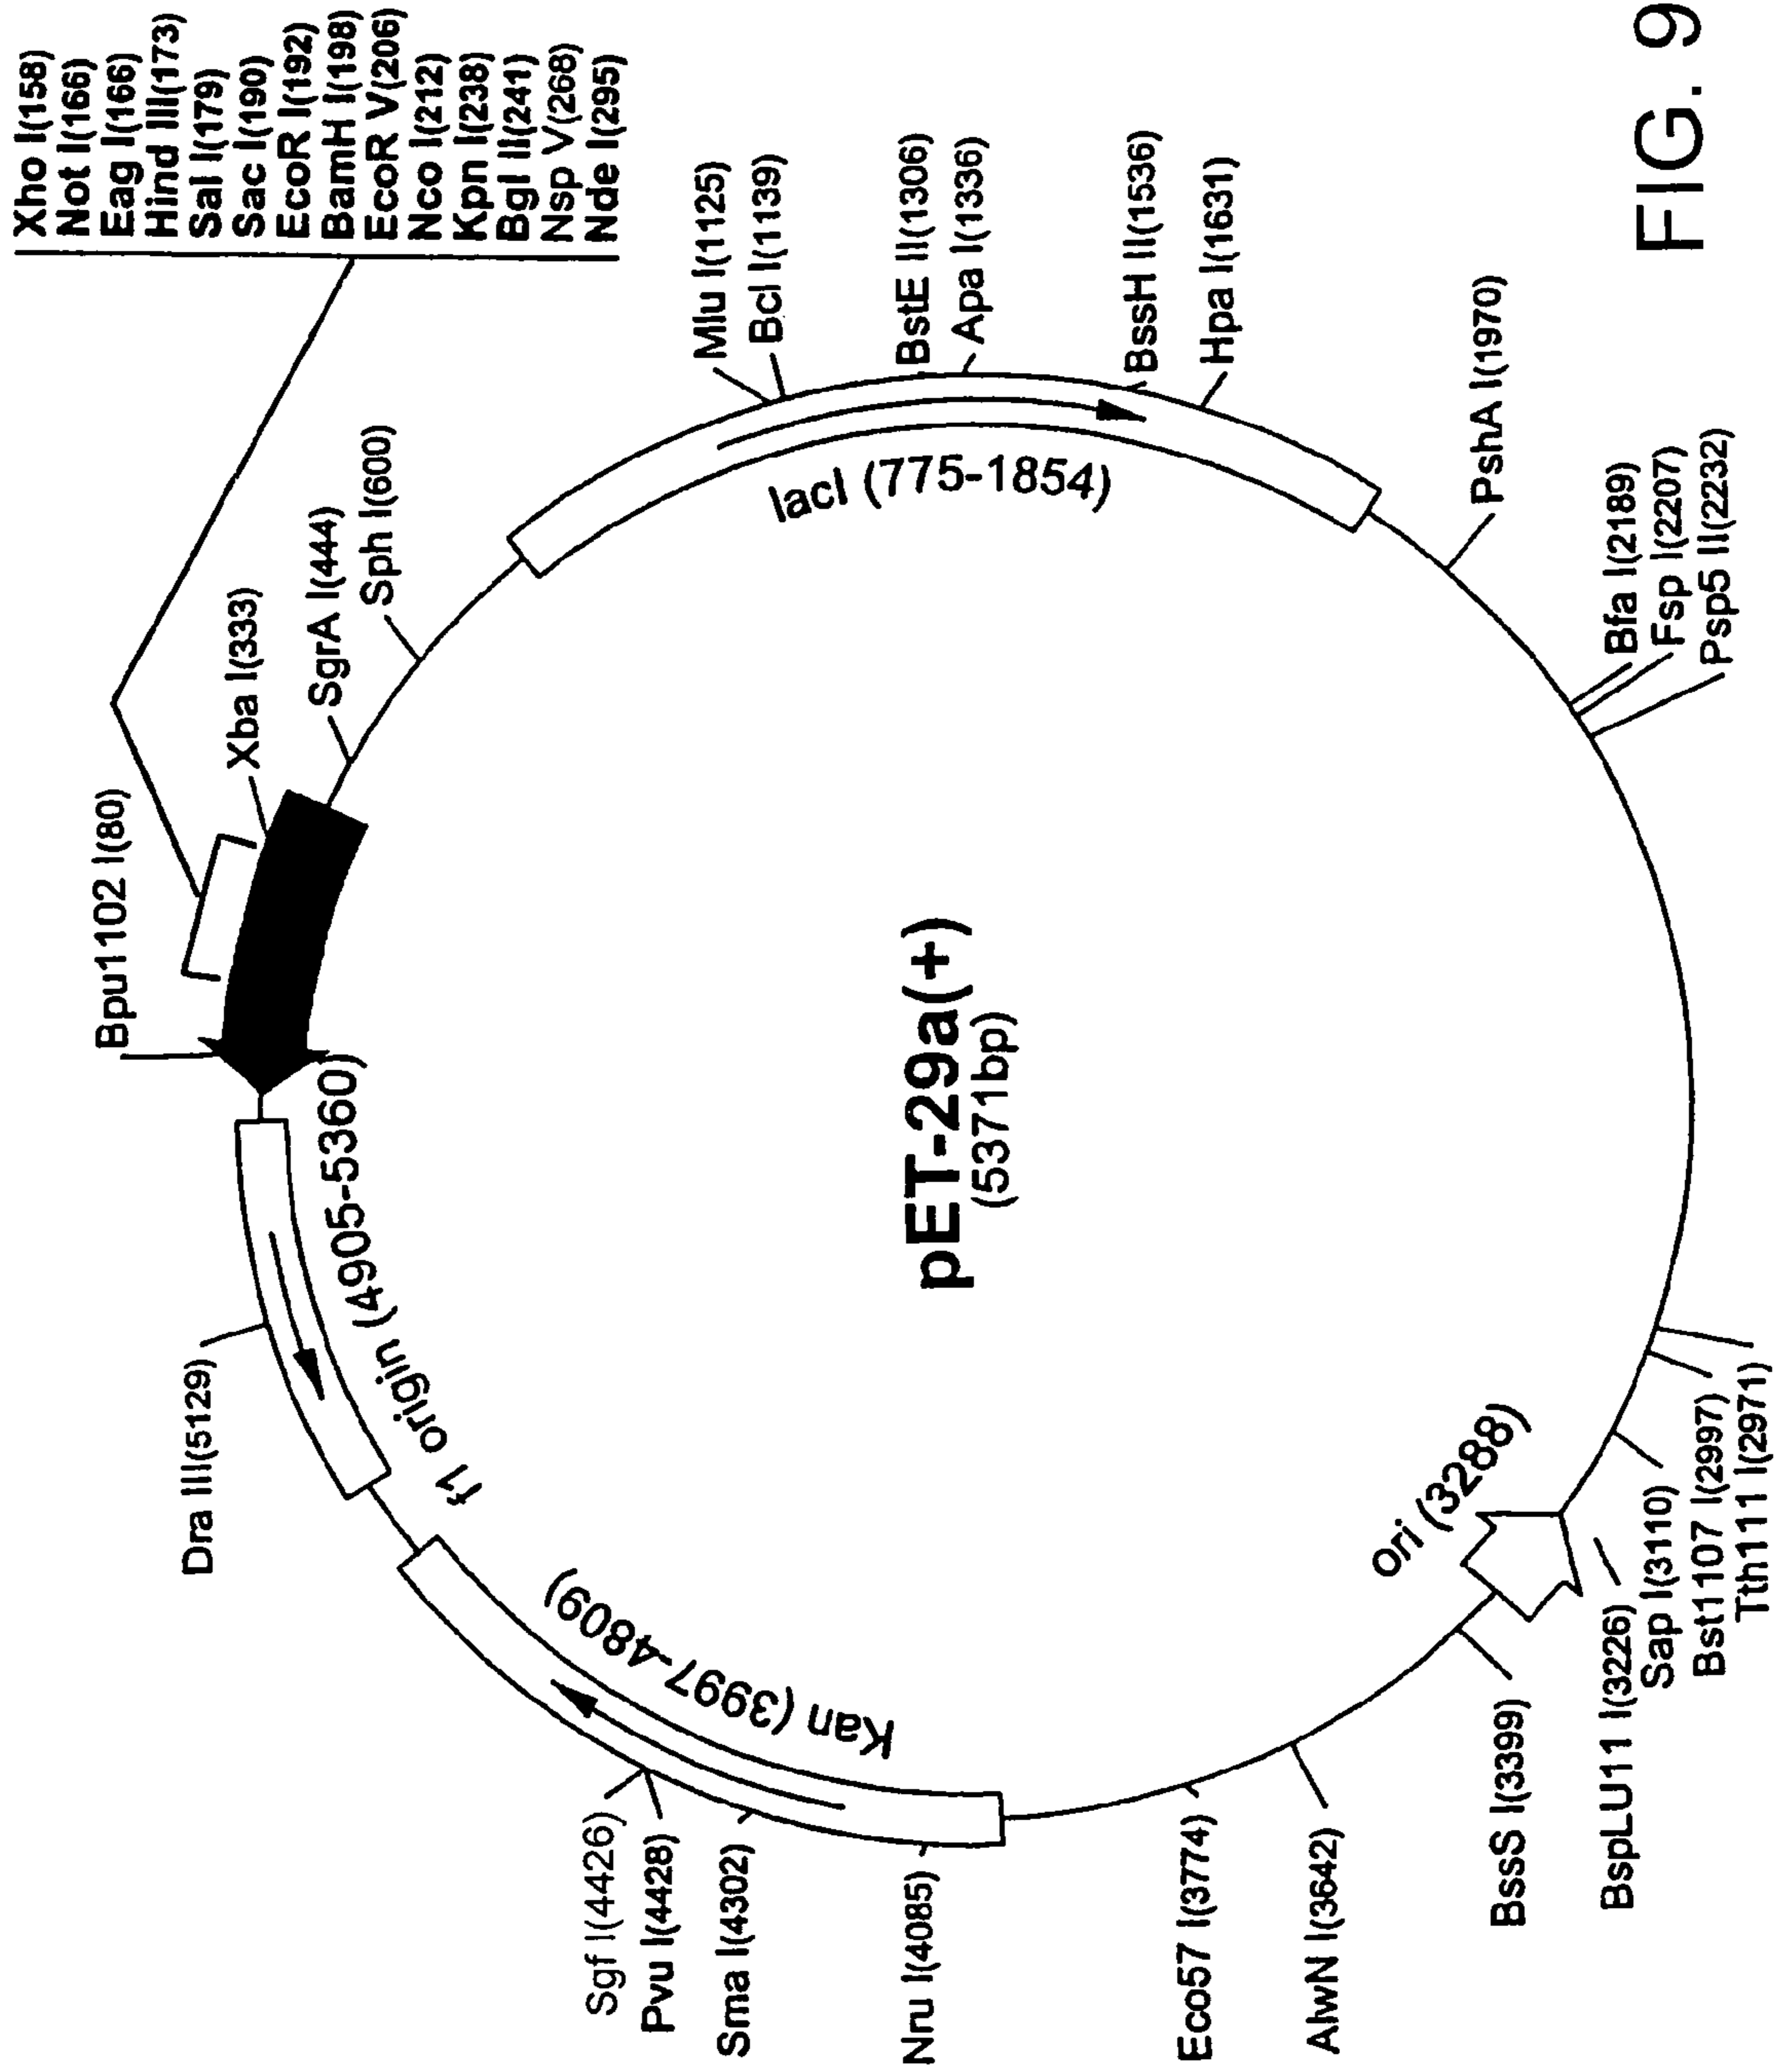 Xho I(158)
Not I(166)
Eag I(166)
Hind III(173)
Sal I(179)
Sac I(190)
EcoR I(192)
BamH I(198)
EcoR V(206)
Nco I(212)
Kpn I(238)
Bgl II(241)
Nsp V(268)
Nde I(295)
Bpu1102 I(80)
Xba I(333)
SgrA I(444)
Sph I(600)
Mlu I(1125)
Bcl I(1139)
BstE II(1306)
Apa I(1336)
BssH II(1536)
Hpa I(1631)
lacI (775-1854)
PshA I(1970)
Bfa I(2189)
Fsp I(2207)
Psp5 II(2232)
pET-29a(+)
(5371bp)
Dra III(5129)
f1 origin (4905-5360)
Kan (3997-4809)
Sgf I(4426)
Pvu I(4428)
Sma I(4302)
Nru I(4085)
Eco57 I(3774)
AlwN I(3642)
ori (3288)
BssS I(3399)
BspLU11 I(3226)
Sap I(3110)
Bst1107 I(2997)
Tth111 I(2971)
FIG. 9